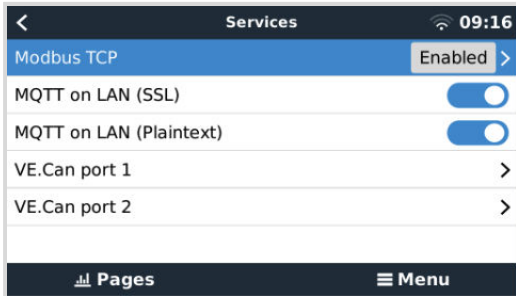 Services 09:16
Modbus TCP Enabled
MQTT on LAN (SSL)
MQTT on LAN (Plaintext)
VE.Can port 1
VE.Can port 2
Pages Menu